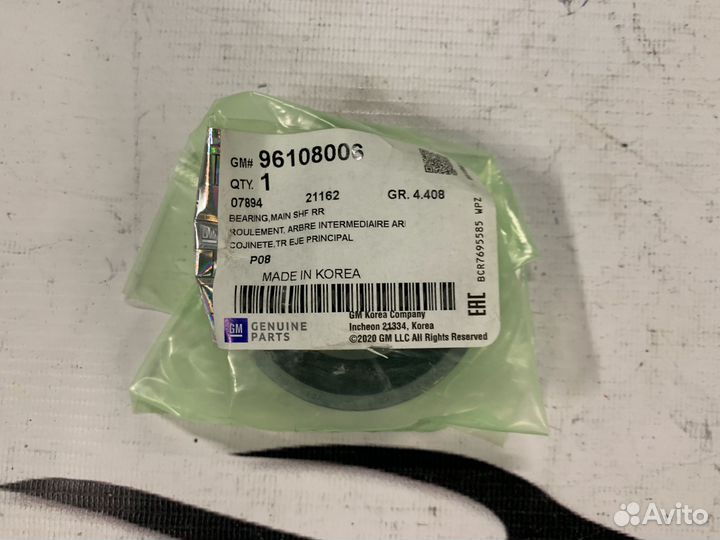 GM# 96108006
QTY. 1
07894 21162 GR. 4.408
BEARING,MAIN SHF RR
ROULEMENT. ARBRE INTERMEDIAIRE ARI
COJINETE,TR EJE PRINCIPAL
P08
MADE IN KOREA
GM GENUINE
PARTS
GM Korea Company
Incheon 21334, Korea
©2020 GM LLC All Rights Reserved
EAC
BCR7695585 WPZ
Avito